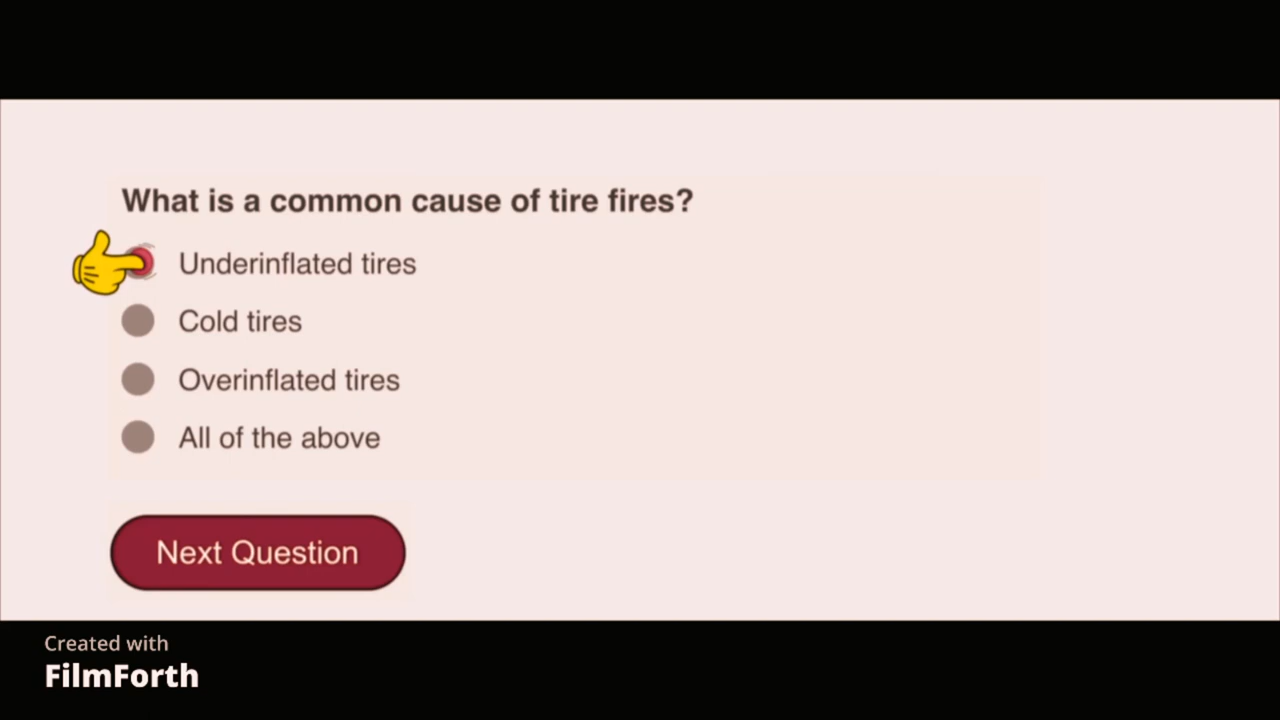 What is a common cause of tire fires?
Underinflated tires
Cold tires
Overinflated tires
All of the above
Next Question
Created with
FilmForth